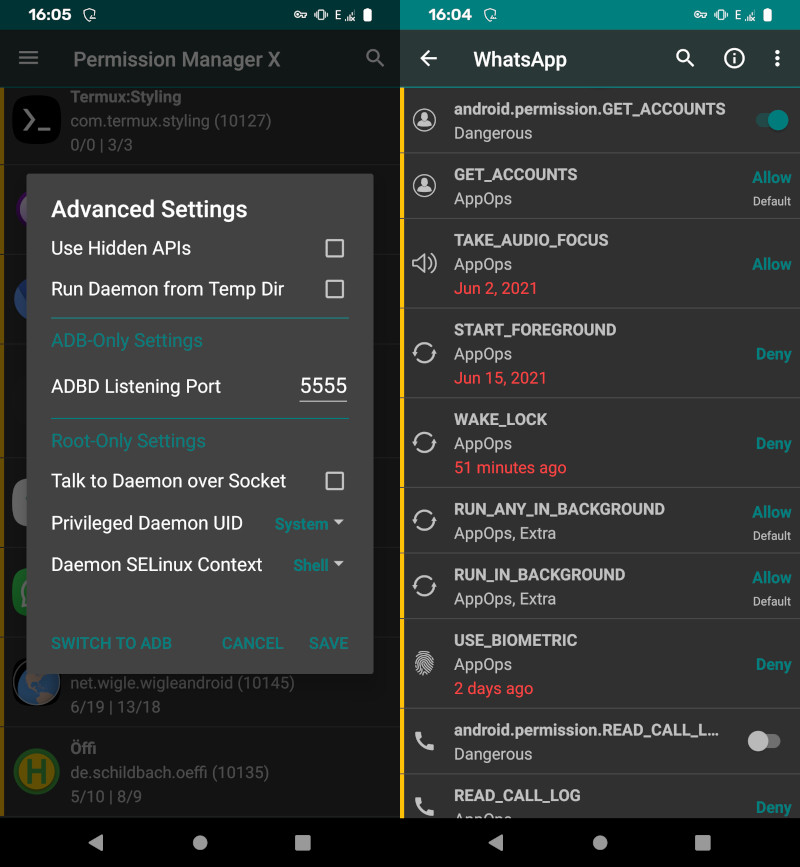 16:05
E
Permission Manager X
Termux:Styling
com.termux.styling (10127)
0/0 | 3/3
Advanced Settings
Use Hidden APIs
Run Daemon from Temp Dir
ADB-Only Settings
ADBD Listening Port 5555
Root-Only Settings
Talk to Daemon over Socket
Privileged Daemon UID System
Daemon SELinux Context Shell
SWITCH TO ADB CANCEL SAVE
net.wigle.wigleandroid (10145)
6/19 | 13/18
Öffi
de.schildbach.oeffi (10135)
5/10 | 8/9
16:04
E
WhatsApp
android.permission.GET_ACCOUNTS
Dangerous
GET_ACCOUNTS
AppOps
Allow
Default
TAKE_AUDIO_FOCUS
AppOps
Jun 2, 2021
Allow
START_FOREGROUND
AppOps
Jun 15, 2021
Deny
WAKE_LOCK
AppOps
51 minutes ago
Deny
RUN_ANY_IN_BACKGROUND
AppOps, Extra
Allow
Default
RUN_IN_BACKGROUND
AppOps, Extra
Allow
Default
USE_BIOMETRIC
AppOps
2 days ago
Deny
android.permission.READ_CALL_L...
Dangerous
READ_CALL_LOG
AppOps
Deny